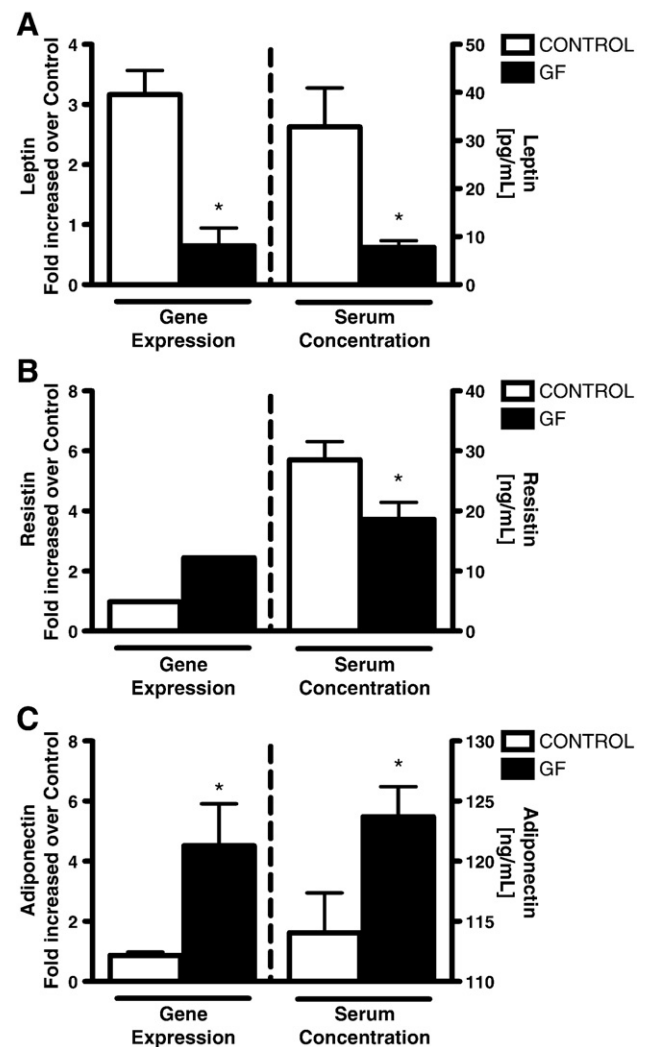 A
CONTROL
GF
Leptin
Fold increased over Control
4
3
2
1
0
50
40
30
20
10
0
Leptin
[pg/mL]
*
*
Gene
Expression
Serum
Concentration
B
CONTROL
GF
Resistin
Fold increased over Control
8
6
4
2
0
40
30
20
10
0
Resistin
[ng/mL]
*
Gene
Expression
Serum
Concentration
C
CONTROL
GF
Adiponectin
Fold increased over Control
8
6
4
2
0
130
125
120
115
110
Adiponectin
[ng/mL]
*
*
Gene
Expression
Serum
Concentration